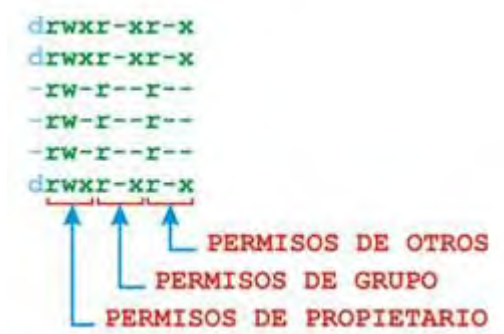 drwxr-xr-x
drwxr-xr-x
-rw-r--r--
-rw-r--r--
-rw-r--r--
drwxr-xr-x
PERMISOS DE OTROS
PERMISOS DE GRUPO
PERMISOS DE PROPIETARIO